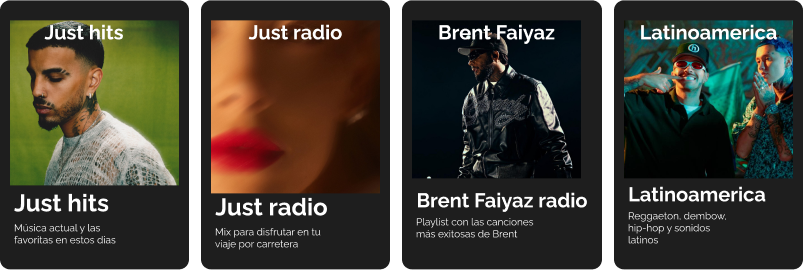 Just hits
Just hits
Música actual y las
favoritas en estos días
Just radio
Just radio
Mix para disfrutar en tu
viaje por carretera
Brent Faiyaz
Brent Faiyaz radio
Playlist con las canciones
más exitosas de Brent
Latinoamerica
Latinoamerica
Reggaeton, dembow,
hip-hop y sonidos
latinos